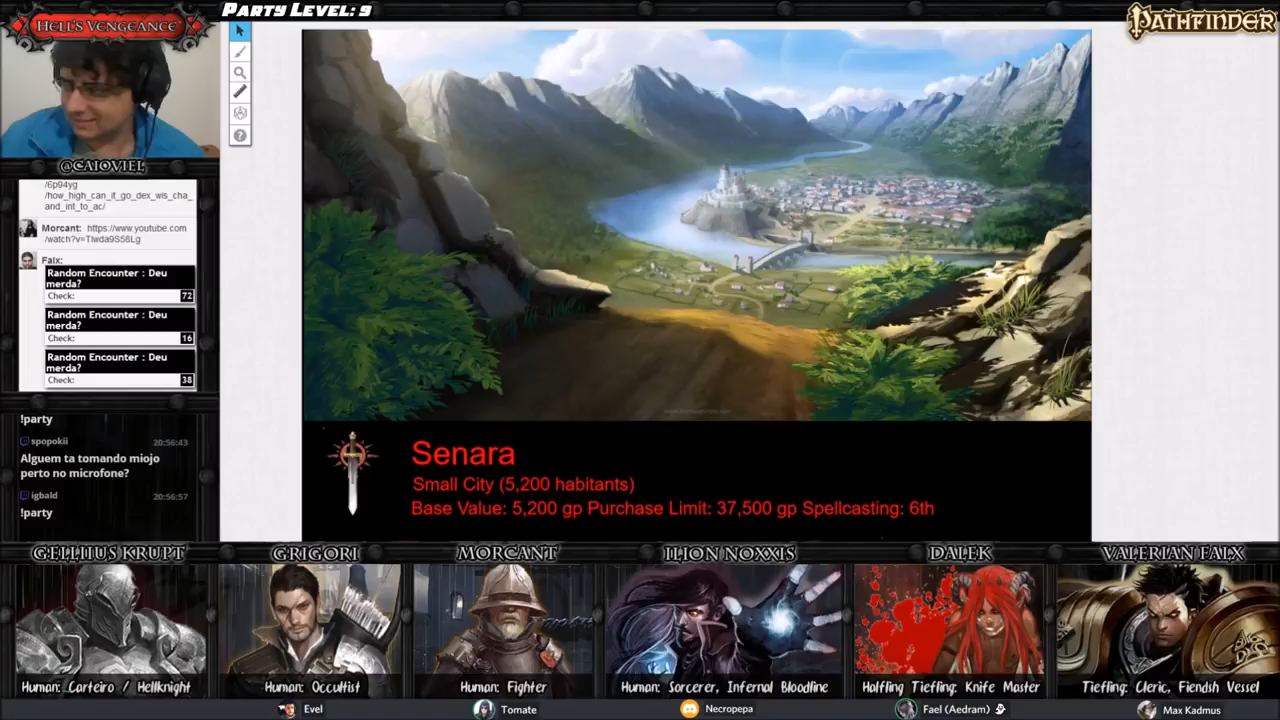 HELL'S VENGEANCE
PARTY LEVEL: 9
PATHFINDER
@CAIOVIEL
/6p94yg
/how_high_can_it_go_dex_wis_cha_
and_int_to_ac/
Morcant: https://www.youtube.com
/watch?v=TIwda9S58Lg
Falx:
Random Encounter : Deu
merda?
Check: 72
Random Encounter : Deu
merda?
Check: 16
Random Encounter : Deu
merda?
Check: 38
!party
spopokii 20:56:43
Alguem ta tomando miojo
perto no microfone?
igbald 20:56:57
!party
Senara
Small City (5,200 habitants)
Base Value: 5,200 gp Purchase Limit: 37,500 gp Spellcasting: 6th
GELLIUS KRUPT
GRIGORI
MORCANT
ILION NOXXIS
DALEK
VALERIAN FALX
Human: Carteiro / Hellknight
Human: Occultist
Human: Fighter
Human: Sorcerer, Infernal Bloodline
Halfling Tiefling: Knife Master
Tiefling: Cleric, Fiendsh Vessel
Evel
Tomate
Necropepa
Fael (Aedram)
Max Kadmus